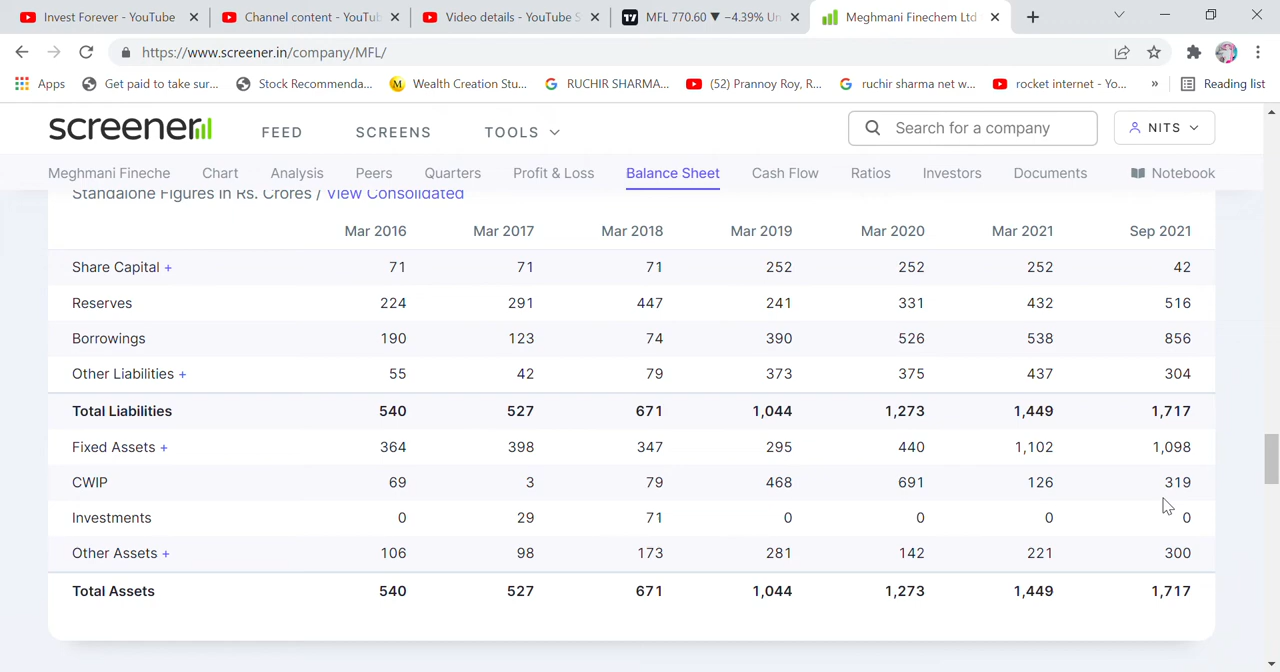 Invest Forever - YouTube
Channel content - YouTub
Video details - YouTube S
MFL 770.60 ▼ −4.39% Un
Meghmani Finechem Ltd
https://www.screener.in/company/MFL/
Apps
Get paid to take sur...
Stock Recommenda...
Wealth Creation Stu...
RUCHIR SHARMA...
(52) Prannoy Roy, R...
ruchir sharma net w...
rocket internet - Yo...
»
Reading list
screener
FEED
SCREENS
TOOLS
Search for a company
NITS
Meghmani Fineche Chart Analysis Peers Quarters Profit & Loss Balance Sheet Cash Flow Ratios Investors Documents Notebook
Standalone Figures in Rs. Crores / View Consolidated
Mar 2016 Mar 2017 Mar 2018 Mar 2019 Mar 2020 Mar 2021 Sep 2021
Share Capital + 71 71 71 252 252 252 42
Reserves 224 291 447 241 331 432 516
Borrowings 190 123 74 390 526 538 856
Other Liabilities + 55 42 79 373 375 437 304
Total Liabilities 540 527 671 1,044 1,273 1,449 1,717
Fixed Assets + 364 398 347 295 440 1,102 1,098
CWIP 69 3 79 468 691 126 319
Investments 0 29 71 0 0 0 0
Other Assets + 106 98 173 281 142 221 300
Total Assets 540 527 671 1,044 1,273 1,449 1,717